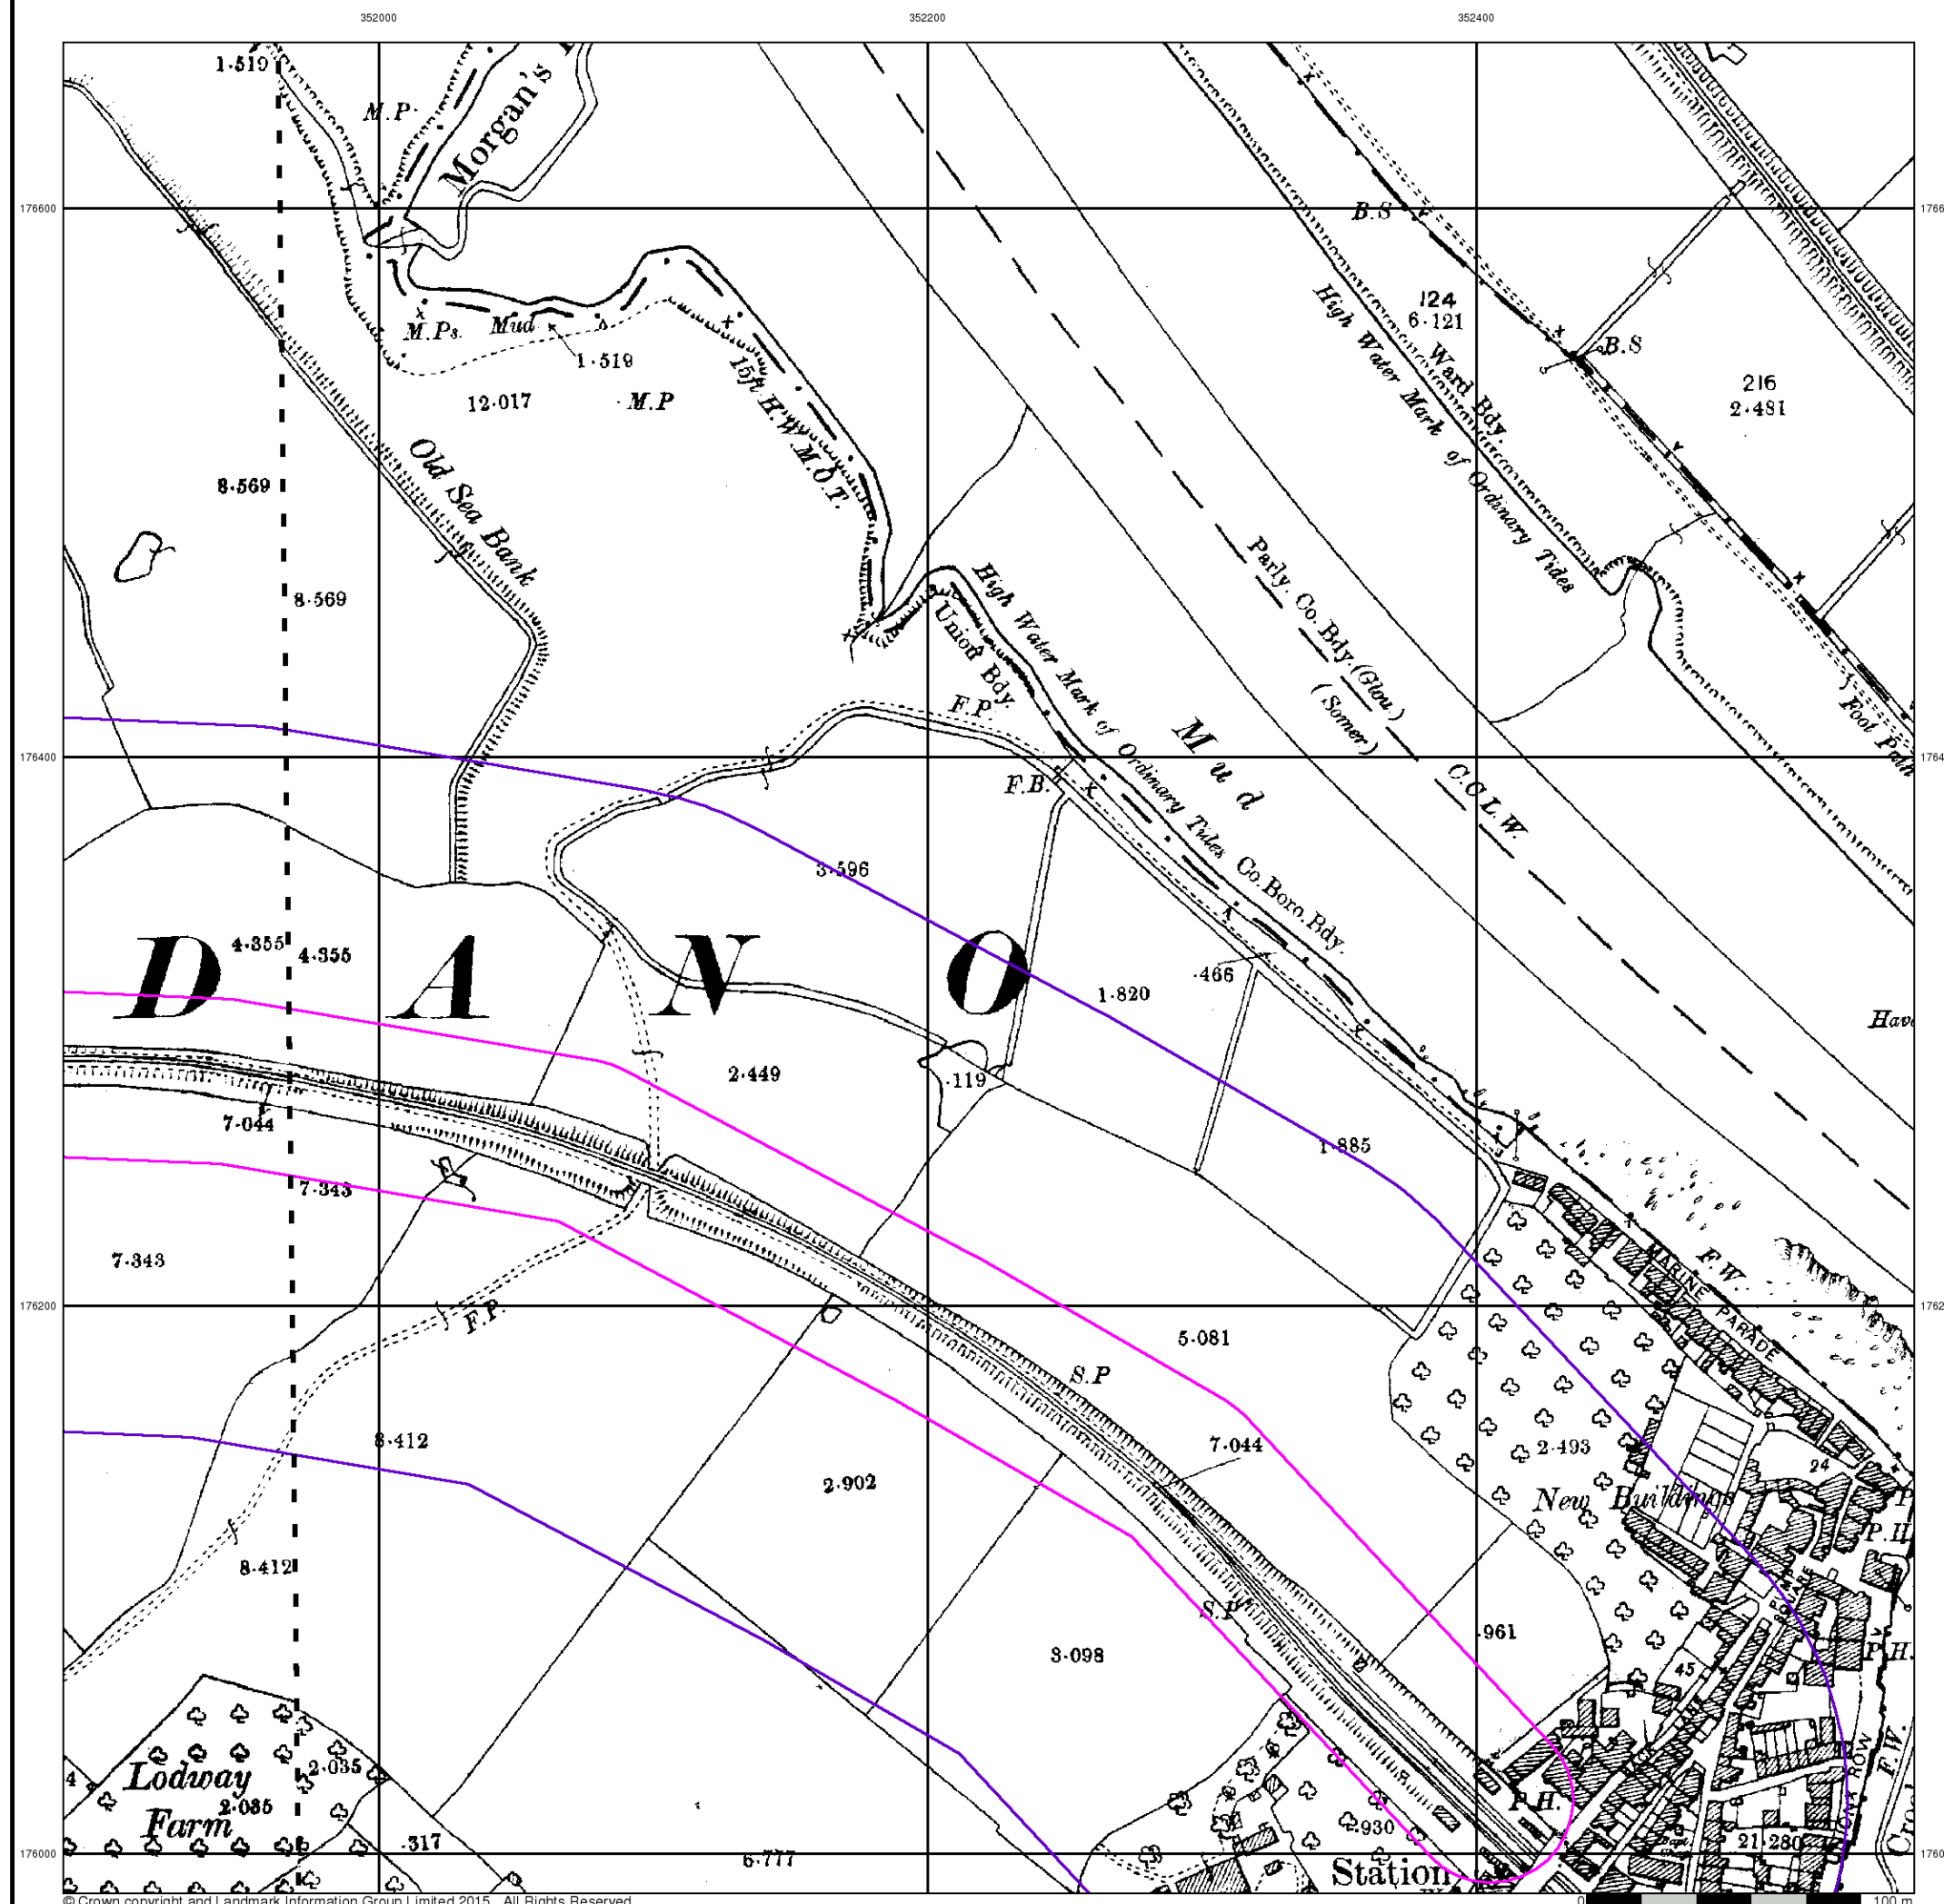 352000
352200
352400
1·519
M.P.
Morgan's
176600
B.S
124
6·121
High Water Mark of Ordinary Tides
Ward Bdy.
B.S
216
2·481
M.Ps.
Mud
1·519
12·017
M.P
15ft H.W.M.O.T.
Old Sea Bank
8·569
8·569
Union Bdy.
High Water Mark of Ordinary Tides
Parly. Co. Bdy. (Glou.)
(Somer.)
C.C.L.W.
Foot Path
F.P.
Mud
176400
F.B.
3·596
Co. Boro. Bdy.
4·355
4·355
D A N O
1·820
·466
2·449
·119
7·044
1·885
7·343
7·343
F.W.
MARINE PARADE
176200
F.P.
5·081
S.P
8·412
7·044
2·902
2·493
24
New Buildings
P.H
8·412
S.P
·961
3·098
P.H.
45
Lodway
Farm
2·035
2·035
4
P.H.
ROW
F.W.
·930
21·280
·317
6·777
176000
Station
© Crown copyright and Landmark Information Group Limited 2015. All Rights Reserved.
0
100 m